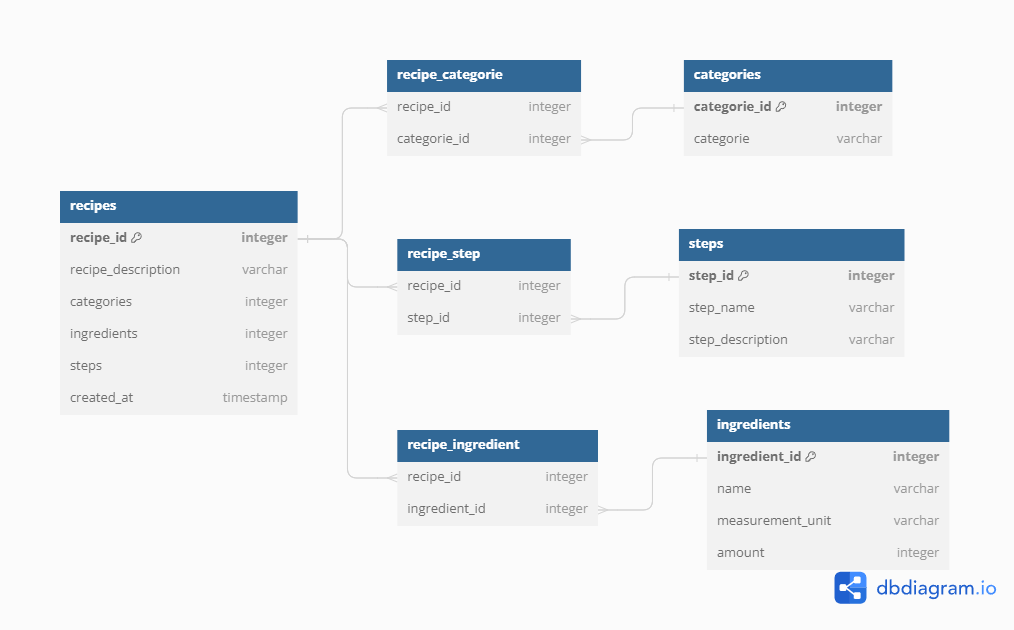 recipes
recipe_id integer
recipe_description varchar
categories integer
ingredients integer
steps integer
created_at timestamp
recipe_categorie
recipe_id integer
categorie_id integer
categories
categorie_id integer
categorie varchar
recipe_step
recipe_id integer
step_id integer
steps
step_id integer
step_name varchar
step_description varchar
recipe_ingredient
recipe_id integer
ingredient_id integer
ingredients
ingredient_id integer
name varchar
measurement_unit varchar
amount integer
dbdiagram.io